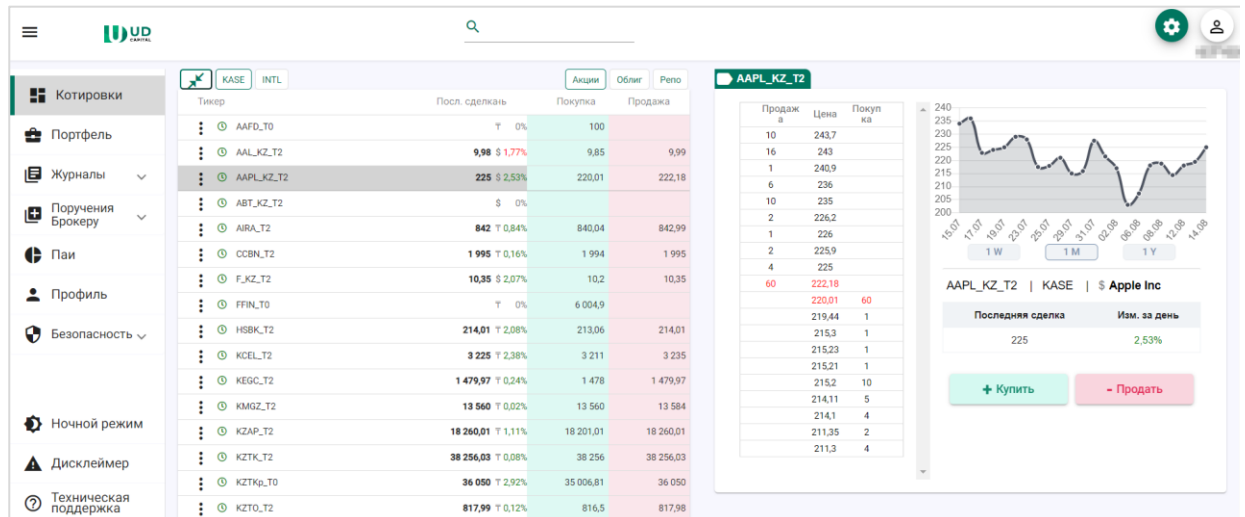 UD
CAPITAL
Котировки
Портфель
Журналы
Поручения
Брокеру
Паи
Профиль
Безопасность
Ночной режим
Дисклеймер
Техническая
поддержка
KASE INTL Акции Облиг Репо
Тикер Посл. сделкань Покупка Продажа
AAFD_T0 ₸ 0% 100
AAL_KZ_T2 9,98 $ 1,77% 9,85 9,99
AAPL_KZ_T2 225 $ 2,53% 220,01 222,18
ABT_KZ_T2 $ 0%
AIRA_T2 842 ₸ 0,84% 840,04 842,99
CCBN_T2 1 995 ₸ 0,16% 1 994 1 995
F_KZ_T2 10,35 $ 2,07% 10,2 10,35
FFIN_T0 ₸ 0% 6 004,9
HSBK_T2 214,01 ₸ 2,08% 213,06 214,01
KCEL_T2 3 225 ₸ 2,38% 3 211 3 235
KEGC_T2 1 479,97 ₸ 0,24% 1 478 1 479,97
KMGZ_T2 13 560 ₸ 0,02% 13 560 13 584
KZAP_T2 18 260,01 ₸ 1,11% 18 201,01 18 260,01
KZTK_T2 38 256,03 ₸ 0,08% 38 256 38 256,03
KZTKp_T0 36 050 ₸ 2,92% 35 006,81 36 050
KZTO_T2 817,99 ₸ 0,12% 816,5 817,98
AAPL_KZ_T2
Продаж
а Цена Покуп
ка
10 243,7
16 243
1 240,9
6 236
10 235
2 226,2
1 226
2 225,9
4 225
60 222,18
220,01 60
219,44 1
215,3 1
215,23 1
215,21 1
215,2 10
214,11 5
214,1 4
211,35 2
211,3 4
240
235
230
225
220
215
210
205
200
15.07 17.07 19.07 23.07 25.07 29.07 31.07 02.08 06.08 08.08 12.08 14.08
1 W 1 M 1 Y
AAPL_KZ_T2 | KASE | $ Apple Inc
Последняя сделка Изм. за день
225 2,53%
+ Купить - Продать